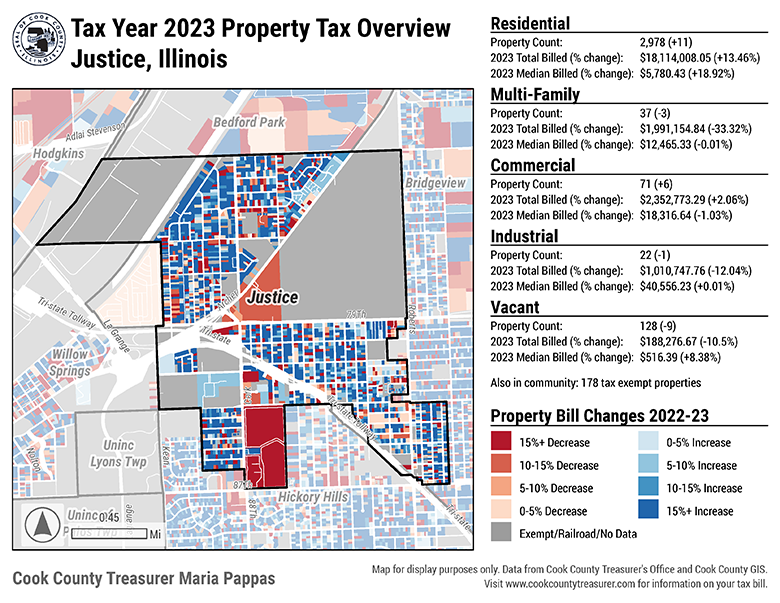 Tax Year 2023 Property Tax Overview
Justice, Illinois
SEAL OF COOK COUNTY
ILLINOIS
Residential
Property Count: 2,978 (+11)
2023 Total Billed (% change): $18,114,008.05 (+13.46%)
2023 Median Billed (% change): $5,780.43 (+18.92%)
Multi-Family
Property Count: 37 (-3)
2023 Total Billed (% change): $1,991,154.84 (-33.32%)
2023 Median Billed (% change): $12,465.33 (-0.01%)
Commercial
Property Count: 71 (+6)
2023 Total Billed (% change): $2,352,773.29 (+2.06%)
2023 Median Billed (% change): $18,316.64 (-1.03%)
Industrial
Property Count: 22 (-1)
2023 Total Billed (% change): $1,010,747.76 (-12.04%)
2023 Median Billed (% change): $40,556.23 (+0.01%)
Vacant
Property Count: 128 (-9)
2023 Total Billed (% change): $188,276.67 (-10.5%)
2023 Median Billed (% change): $516.39 (+8.38%)
Also in community: 178 tax exempt properties
Property Bill Changes 2022-23
15%+ Decrease
10-15% Decrease
5-10% Decrease
0-5% Decrease
Exempt/Railroad/No Data
0-5% Increase
5-10% Increase
10-15% Increase
15%+ Increase
Bedford Park
Adlai Stevenson
Hodgkins
Bridgeview
Justice
Archer
79Th
Roberts
Tri-state Tollway
La Grange
Tri-state
Willow
Springs
Tri-state Tollway
Uninc
Lyons Twp
Nolton
Kean
87Th
88Th
Hickory Hills
Tri-state
Uninc
0.45
Mi
Cook County Treasurer Maria Pappas
Map for display purposes only. Data from Cook County Treasurer's Office and Cook County GIS.
Visit www.cookcountytreasurer.com for information on your tax bill.